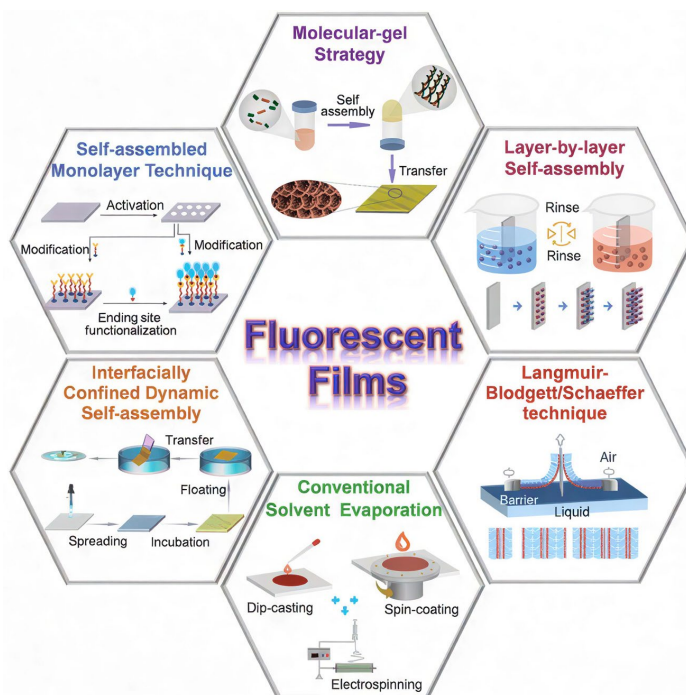 Molecular-gel
Strategy
Self
assembly
Transfer
Self-assembled
Monolayer Technique
Activation
Modification
Modification
Ending site
functionalization
Layer-by-layer
Self-assembly
Rinse
Rinse
Fluorescent
Films
Interfacially
Confined Dynamic
Self-assembly
Transfer
Floating
Spreading
Incubation
Langmuir-
Blodgett/Schaeffer
technique
Air
Barrier
Liquid
Conventional
Solvent Evaporation
Dip-casting
Spin-coating
Electrospinning